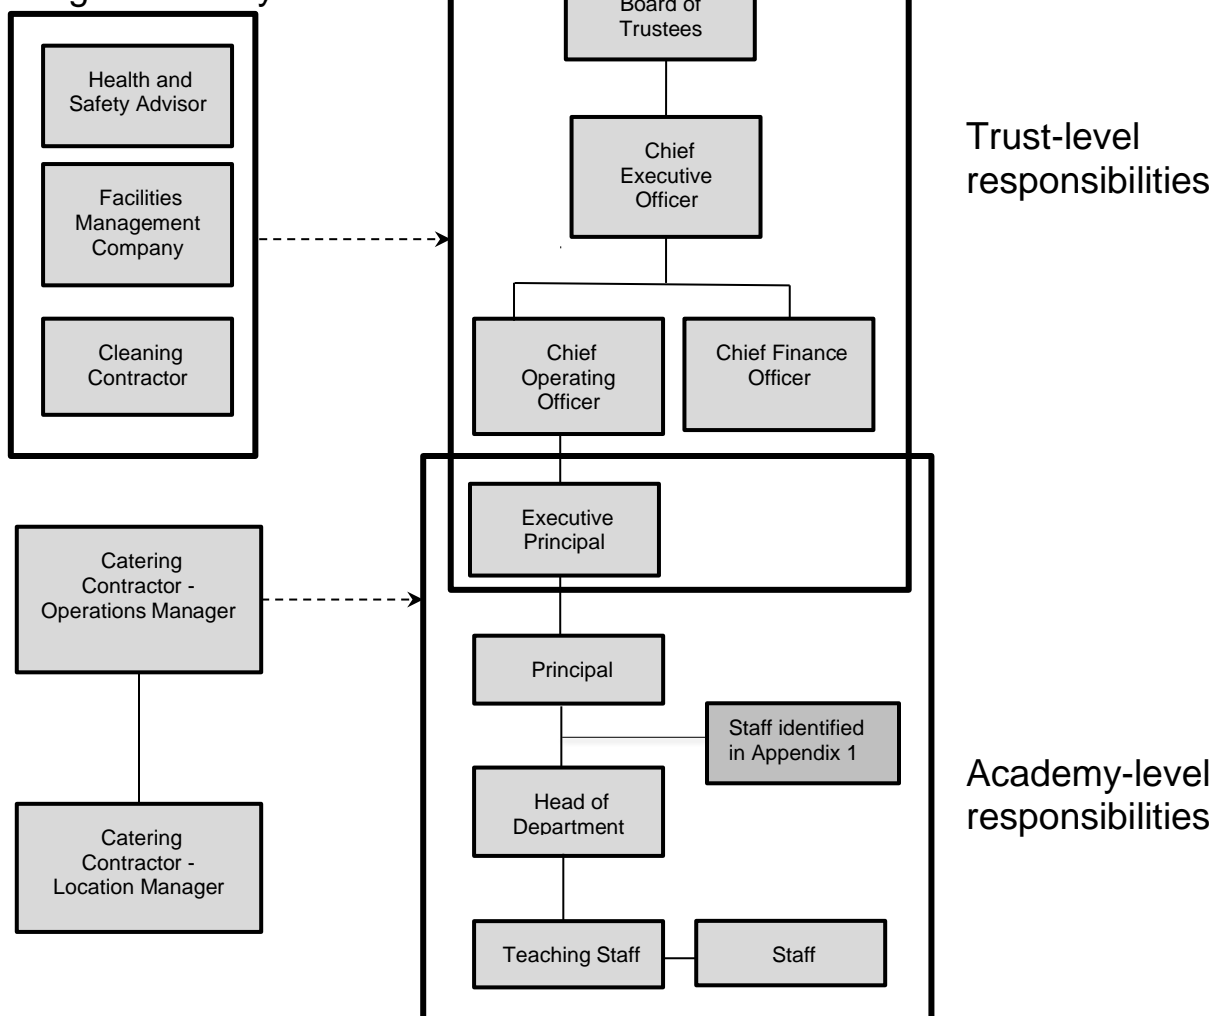 Board of
Trustees
Health and
Safety Advisor
Facilities
Management
Company
Cleaning
Contractor
Chief
Executive
Officer
Trust-level
responsibilities
Chief
Operating
Officer
Chief Finance
Officer
Executive
Principal
Catering
Contractor -
Operations Manager
Principal
Staff identified
in Appendix 1
Head of
Department
Academy-level
responsibilities
Catering
Contractor -
Location Manager
Teaching Staff
Staff